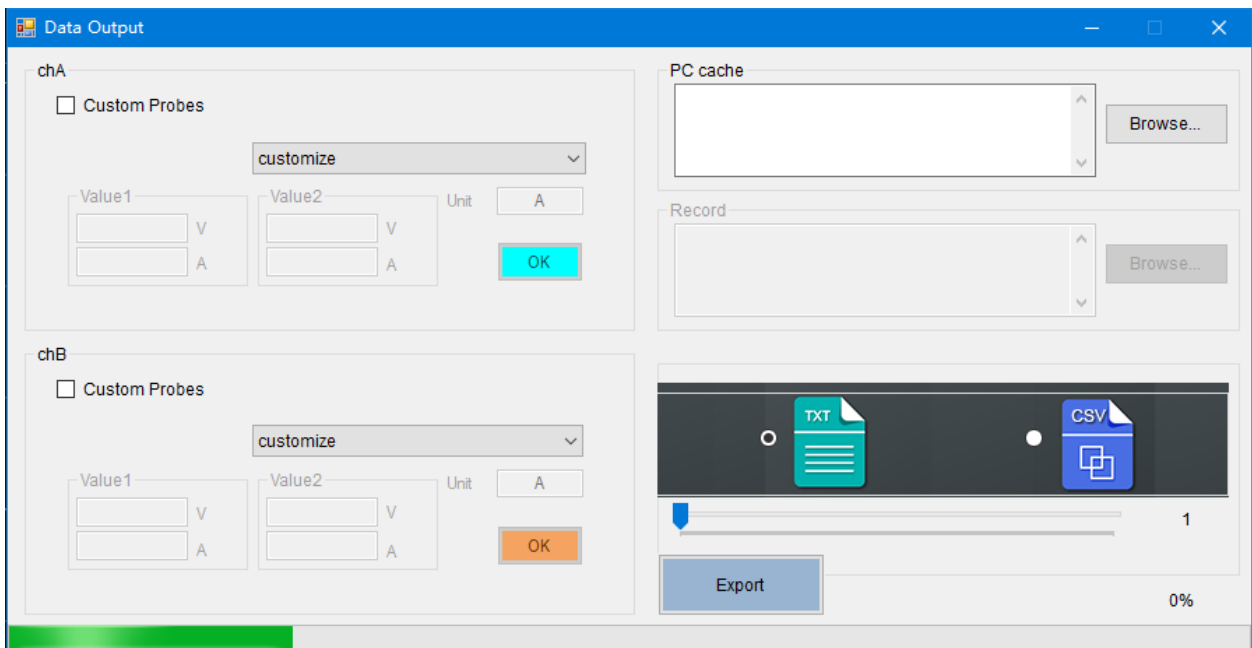 Data Output
chA
Custom Probes
customize
Value1
Value2
Unit
A
V
V
A
A
OK
chB
Custom Probes
customize
Value1
Value2
Unit
A
V
V
A
A
OK
PC cache
Browse...
Record
Browse...
TXT
CSV
1
Export
0%